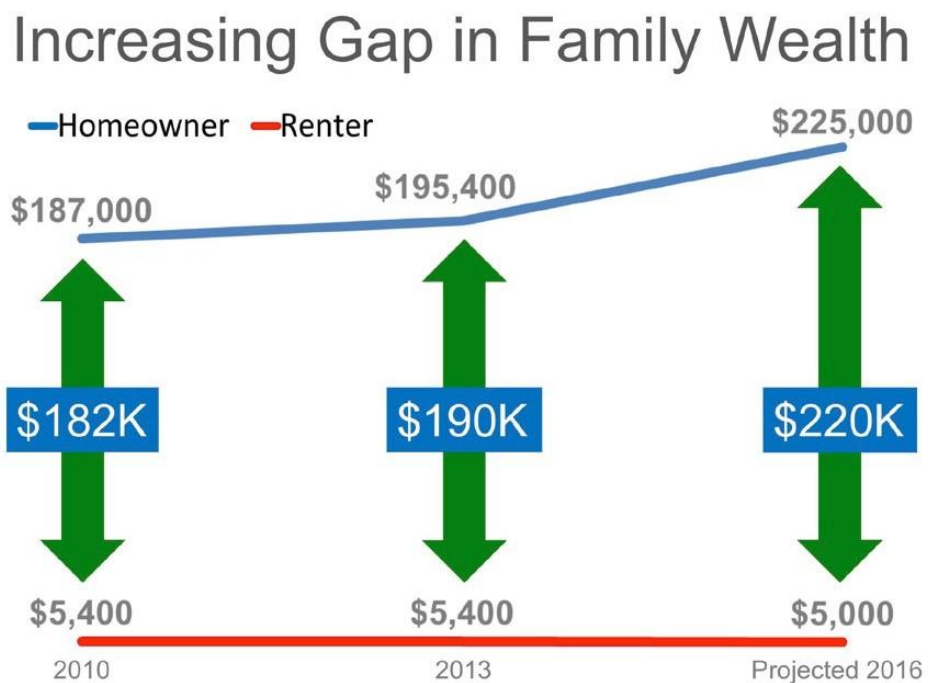 Increasing Gap in Family Wealth
Homeowner Renter
$225,000
$195,400
$187,000
$182K $190K $220K
$5,400 $5,400 $5,000
2010 2013 Projected 2016